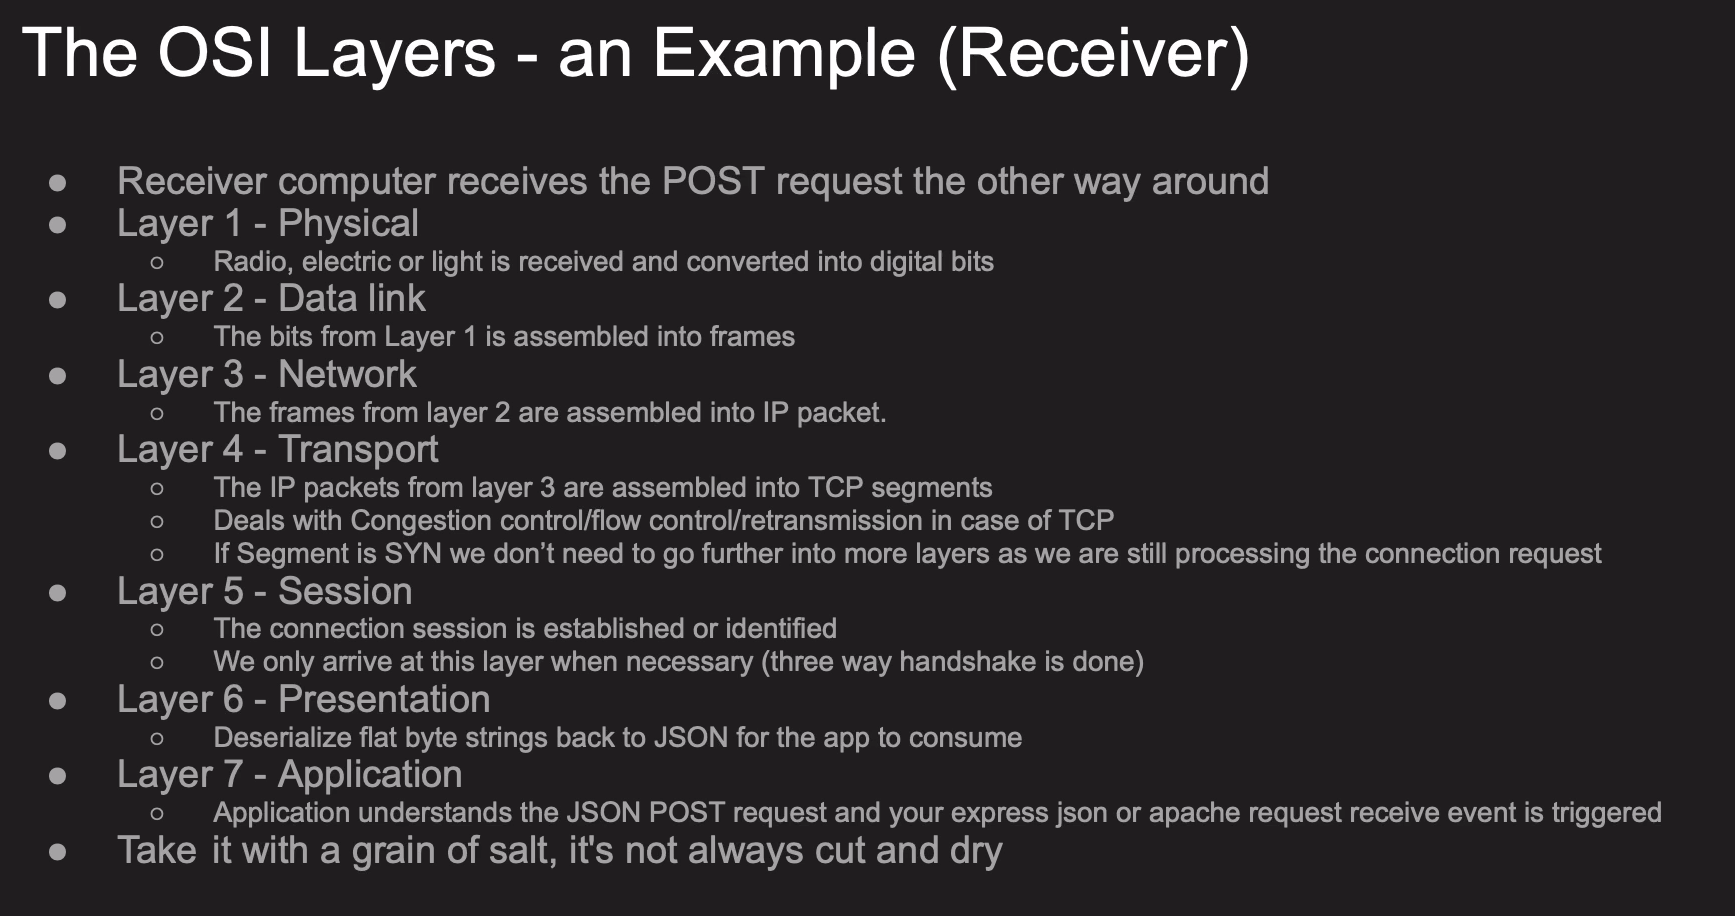 The OSI Layers - an Example (Receiver)
● Receiver computer receives the POST request the other way around
● Layer 1 - Physical
○ Radio, electric or light is received and converted into digital bits
● Layer 2 - Data link
○ The bits from Layer 1 is assembled into frames
● Layer 3 - Network
○ The frames from layer 2 are assembled into IP packet.
● Layer 4 - Transport
○ The IP packets from layer 3 are assembled into TCP segments
○ Deals with Congestion control/flow control/retransmission in case of TCP
○ If Segment is SYN we don’t need to go further into more layers as we are still processing the connection request
● Layer 5 - Session
○ The connection session is established or identified
○ We only arrive at this layer when necessary (three way handshake is done)
● Layer 6 - Presentation
○ Deserialize flat byte strings back to JSON for the app to consume
● Layer 7 - Application
○ Application understands the JSON POST request and your express json or apache request receive event is triggered
● Take it with a grain of salt, it's not always cut and dry